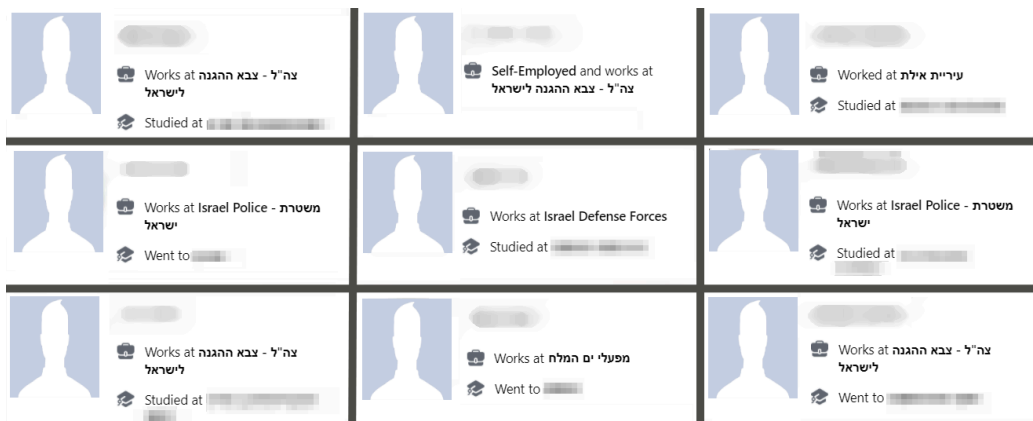 Works at צה"ל - צבא ההגנה
לישראל
Studied at
Self-Employed and works at
צה"ל - צבא ההגנה לישראל
Worked at עיריית אילת
Studied at
Works at Israel Police - משטרת
ישראל
Went to
Works at Israel Defense Forces
Studied at
Works at Israel Police - משטרת
ישראל
Studied at
Works at צה"ל - צבא ההגנה
לישראל
Studied at
Works at מפעלי ים המלח
Went to
Works at צה"ל - צבא ההגנה
לישראל
Went to